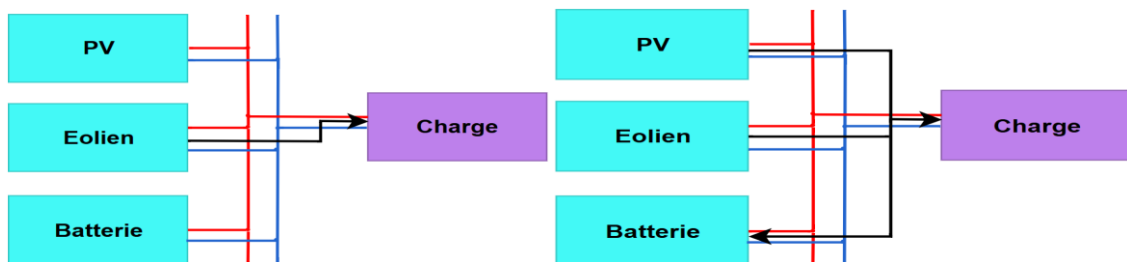 PV
Eolien
Charge
Batterie
PV
Eolien
Charge
Batterie